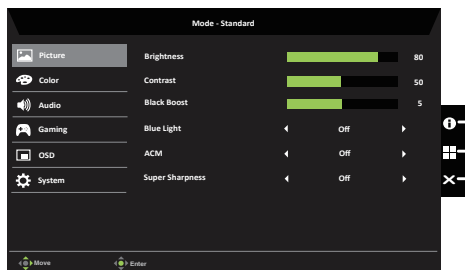 Mode - Standard
Picture
Brightness 80
Color
Contrast 50
Audio
Black Boost 5
Gaming
Blue Light Off
OSD
ACM Off
System
Super Sharpness Off
Move Enter